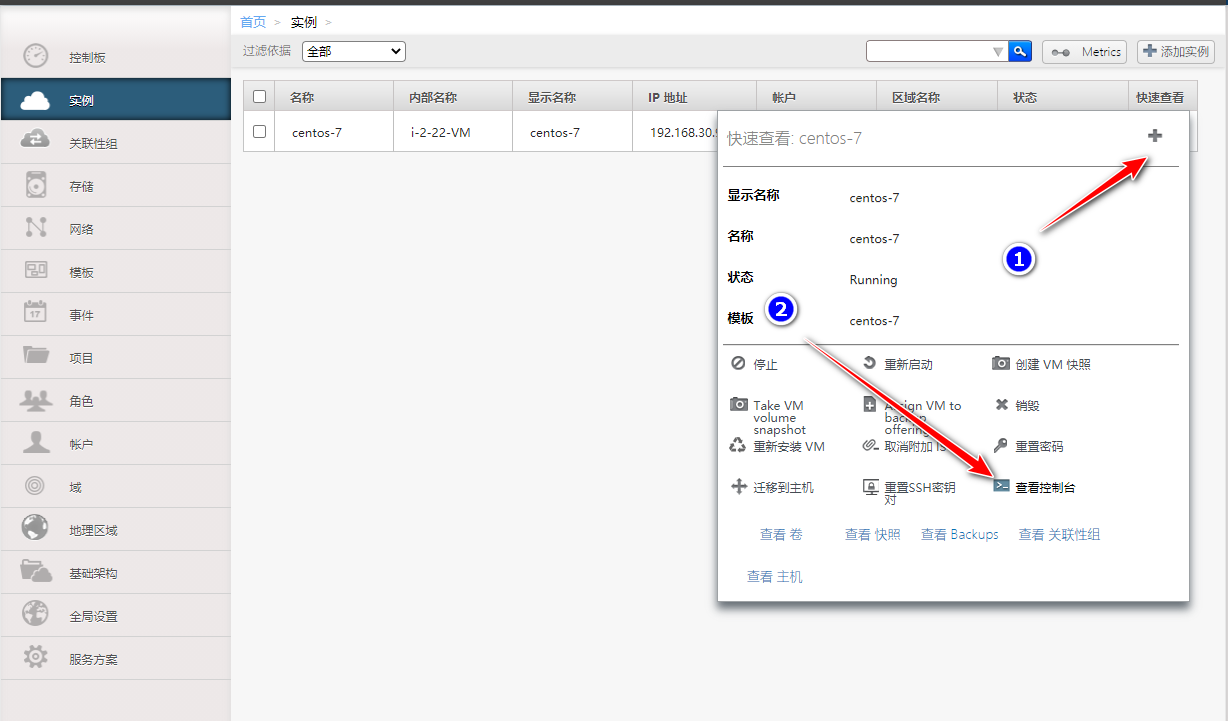 首页 > 实例 >
过滤依据 全部 Metrics 添加实例
控制板
实例
关联性组
存储
网络
模板
17
事件
项目
角色
帐户
域
地理区域
基础架构
全局设置
服务方案
名称 内部名称 显示名称 IP 地址 帐户 区域名称 状态 快速查看
centos-7 i-2-22-VM centos-7 192.168.30.
快速查看: centos-7
显示名称 centos-7
名称 centos-7
状态 Running
模板 centos-7
1
2
停止 重新启动 创建 VM 快照
Take VM
volume
snapshot
Assign VM to
backup
offering
销毁
重新安装 VM 取消附加 IS 重置密码
迁移到主机 重置SSH密钥
对
查看控制台
查看 卷 查看 快照 查看 Backups 查看 关联性组
查看 主机